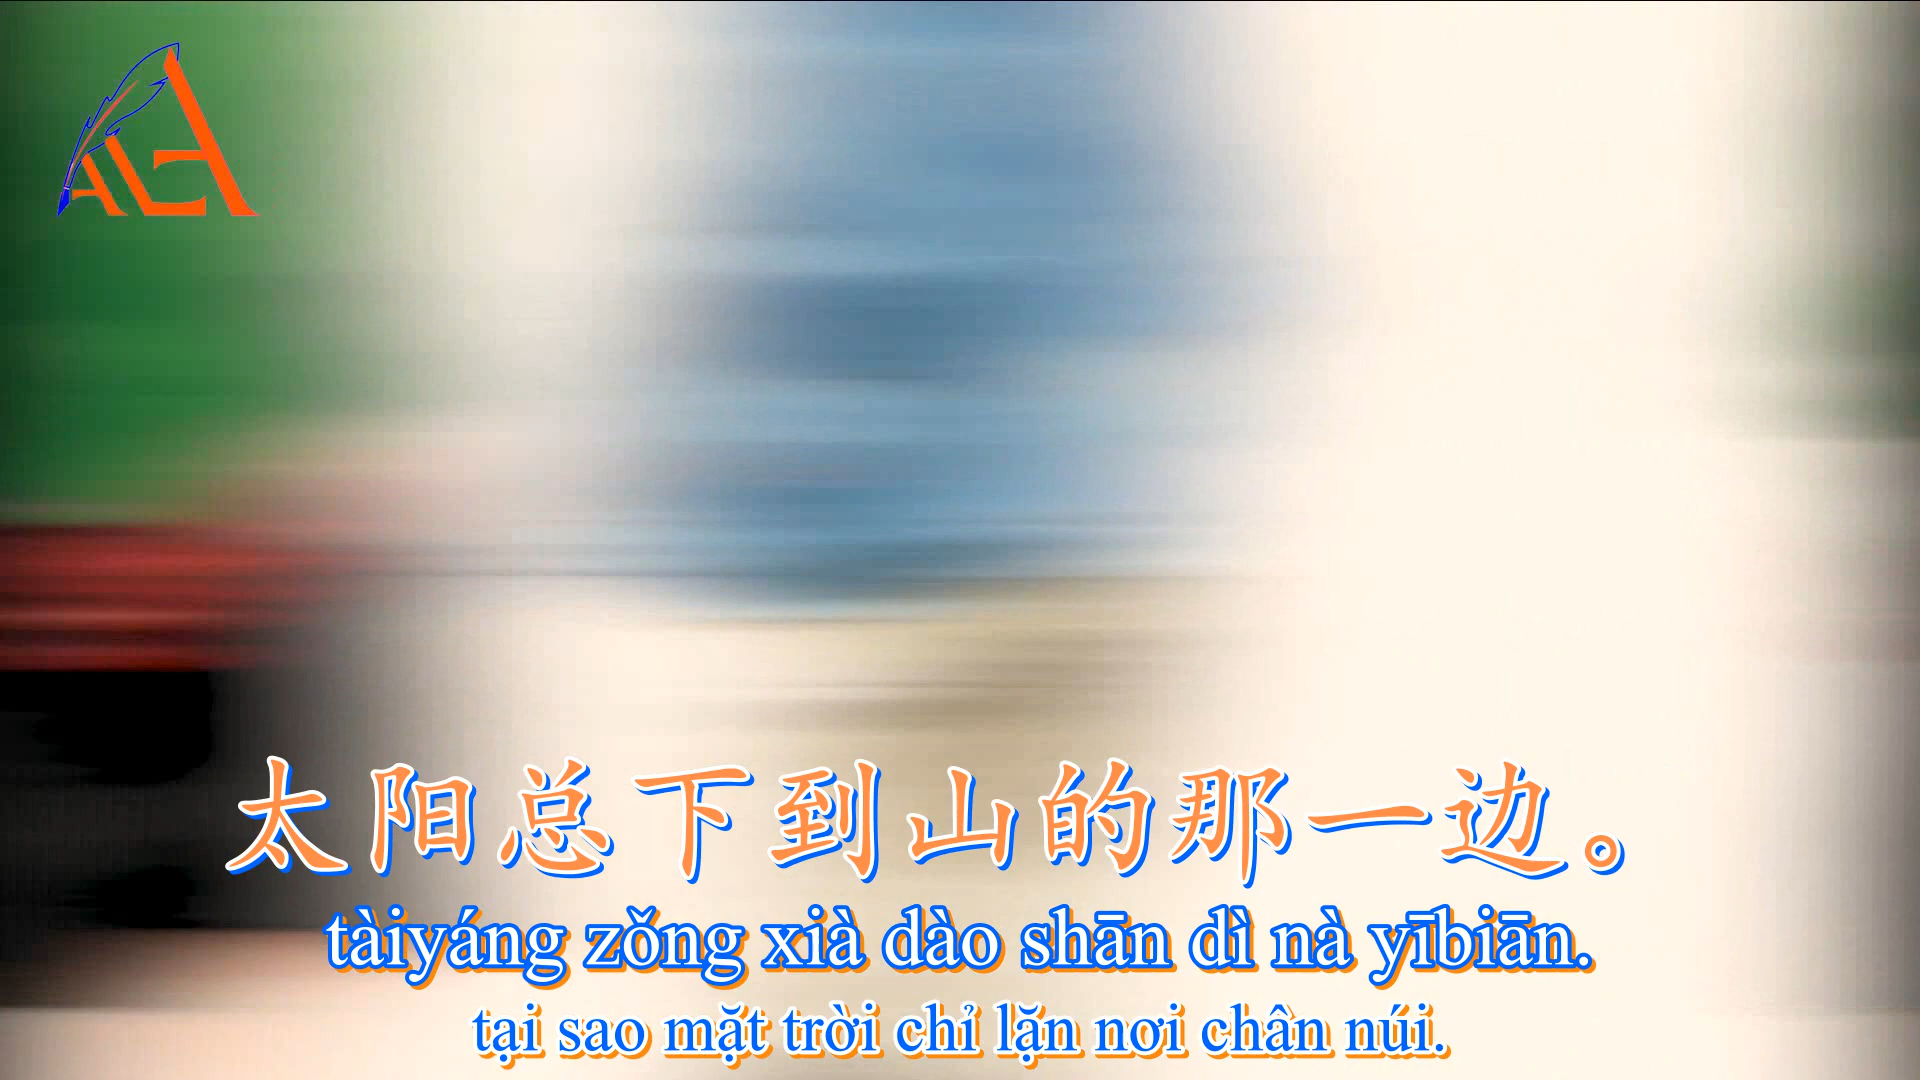 太阳总下到山的那一边。
tàiyáng zǒng xià dào shān dì nà yībiān.
tại sao mặt trời chỉ lặn nơi chân núi.